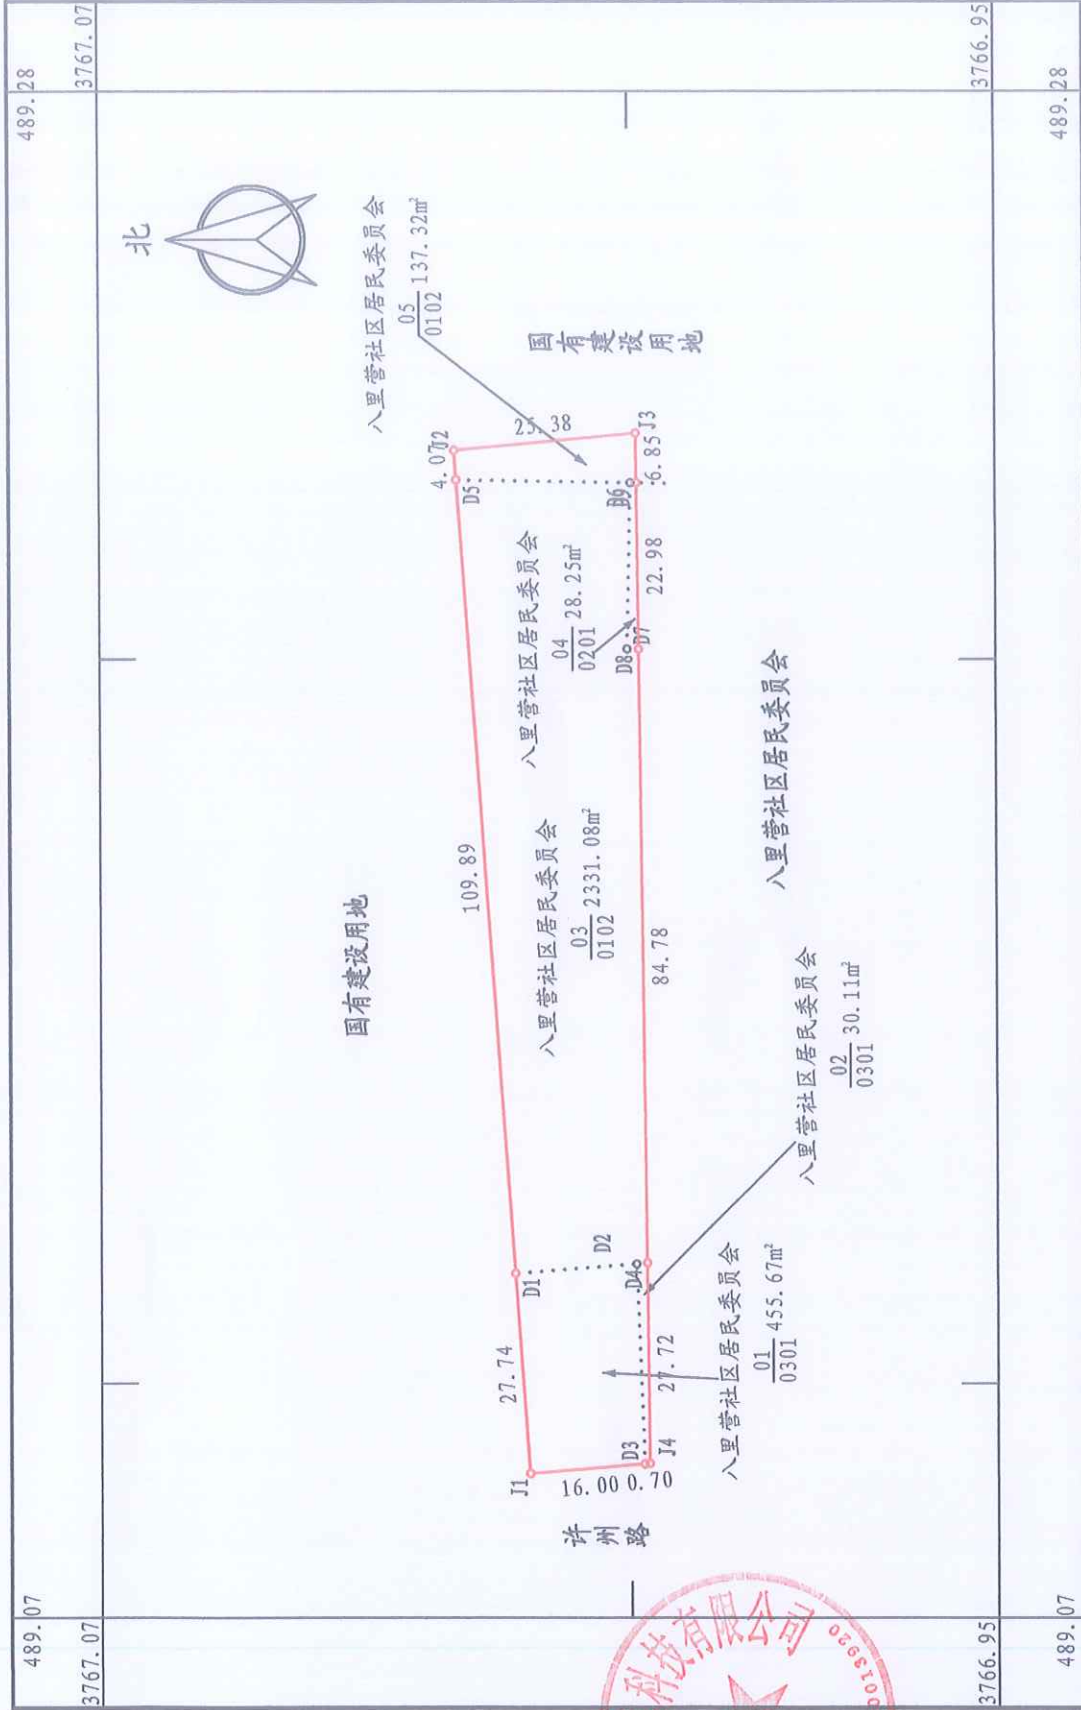 489.07
489.28
3767.07
3767.07
北
国有建设用地
八里营社区居民委员会
05
0102
137.32㎡
国有建设用地
J1
27.74
D1
109.89
4.07
J2
D5
25.38
八里营社区居民委员会
04
0201
28.25㎡
八里营社区居民委员会
03
0102
2331.08㎡
许州路
16.00
0.70
D3
J4
27.72
D2
D4
84.78
D8
D7
22.98
D6
D9
6.85
J3
八里营社区居民委员会
01
0301
455.67㎡
八里营社区居民委员会
02
0301
30.11㎡
八里营社区居民委员会
科技有限公司
0013920
3766.95
3766.95
489.07
489.28